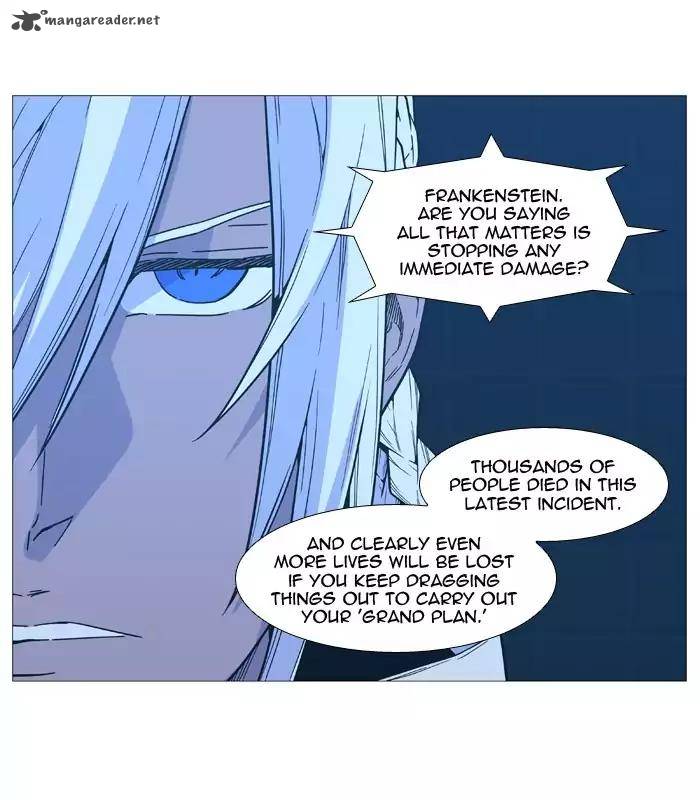 mangareader.net
FRANKENSTEIN.
ARE YOU SAYING
ALL THAT MATTERS IS
STOPPING ANY
IMMEDIATE DAMAGE?
THOUSANDS OF
PEOPLE DIED IN THIS
LATEST INCIDENT.
AND CLEARLY EVEN
MORE LIVES WILL BE LOST
IF YOU KEEP DRAGGING
THINGS OUT TO CARRY OUT
YOUR 'GRAND PLAN.'